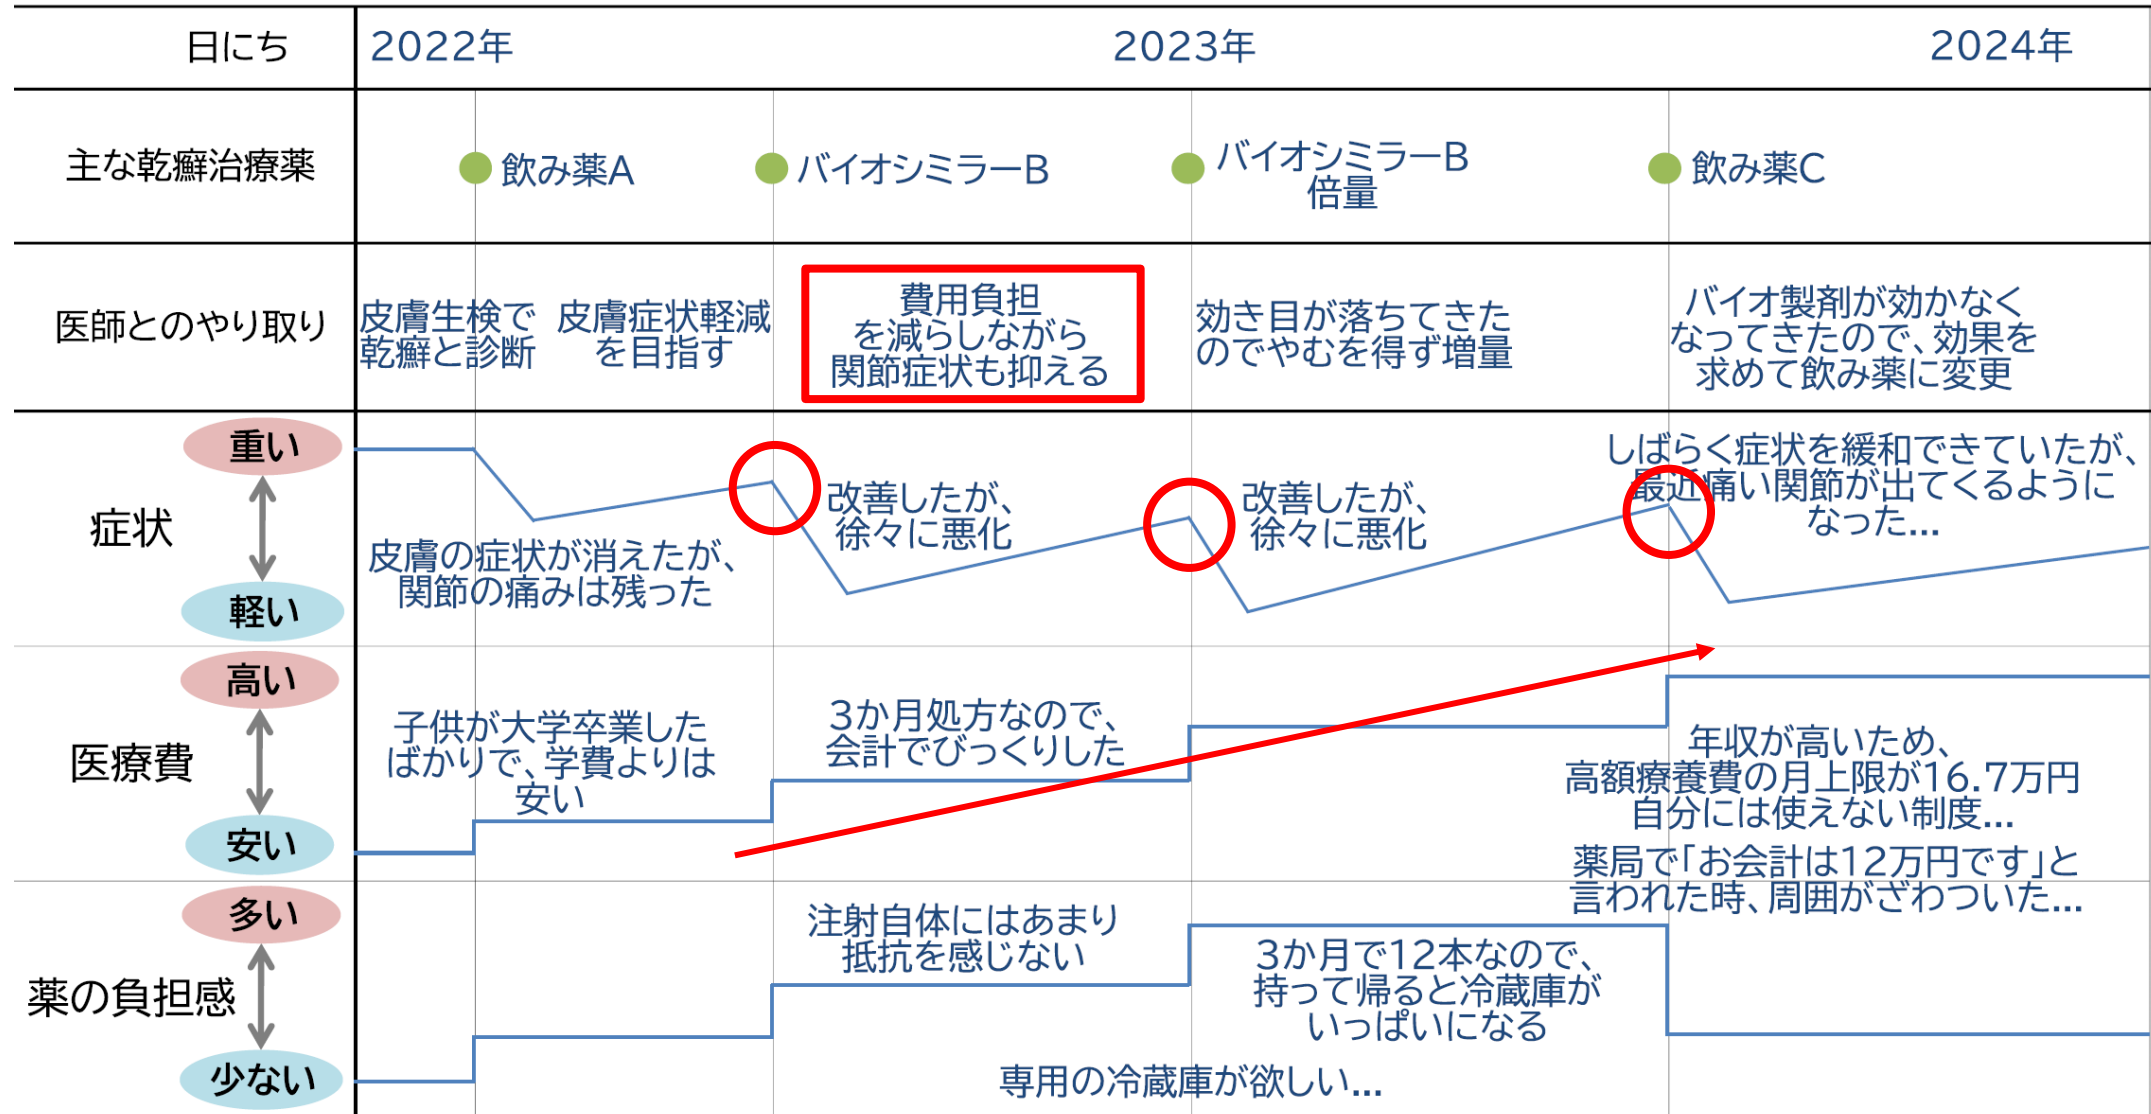 日にち
2022年
2023年
2024年
主な乾癬治療薬
飲み薬A
バイオシミラーB
バイオシミラーB
倍量
飲み薬C
医師とのやり取り
皮膚生検で
乾癬と診断
皮膚症状軽減
を目指す
費用負担
を減らしながら
関節症状も抑える
効き目が落ちてきた
のでやむを得ず増量
バイオ製剤が効かなく
なってきたので、効果を
求めて飲み薬に変更
症状
重い
軽い
皮膚の症状が消えたが、
関節の痛みは残った
改善したが、
徐々に悪化
改善したが、
徐々に悪化
しばらく症状を緩和できていたが、
最近痛い関節が出てくるように
なった…
医療費
高い
安い
子供が大学卒業した
ばかりで、学費よりは
安い
3か月処方なので、
会計でびっくりした
年収が高いため、
高額療養費の月上限が16.7万円
自分には使えない制度…
薬局で「お会計は12万円です」と
言われた時、周囲がざわついた…
薬の負担感
多い
少ない
注射自体にはあまり
抵抗を感じない
3か月で12本なので、
持って帰ると冷蔵庫が
いっぱいになる
専用の冷蔵庫が欲しい…